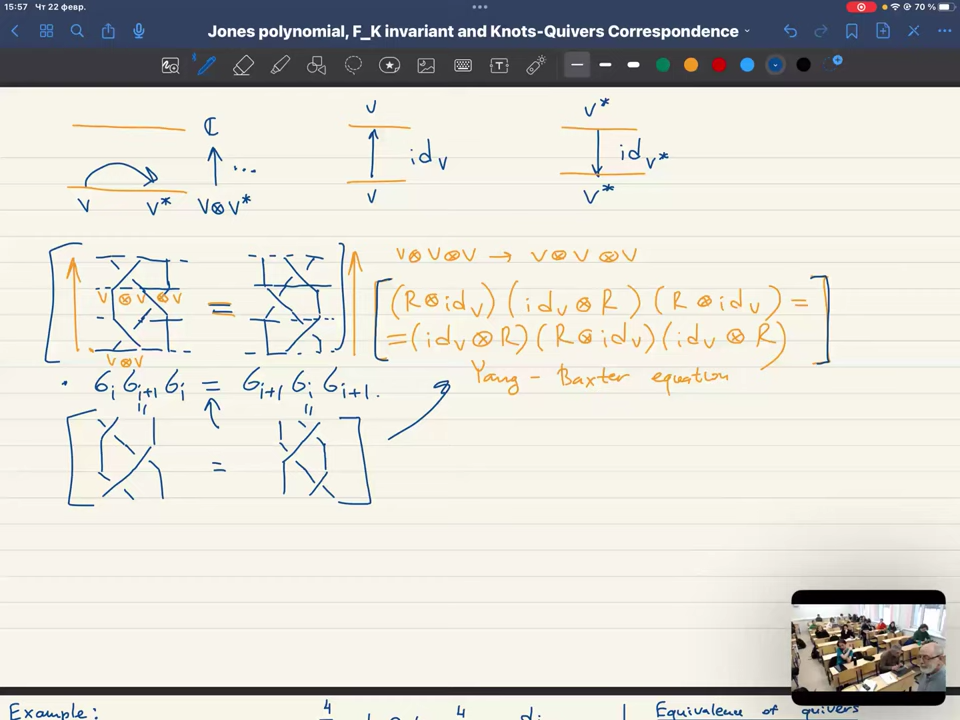 15:57 Чт 22 февр.
70 %
Jones polynomial, F_K invariant and Knots-Quivers Correspondence
ℂ
V V* V⊗V* ...
V
id_V
V
V*
id_V*
V*
V⊗V⊗V → V⊗V⊗V
V⊗V⊗V
=
V⊗V
(R⊗id_V)(id_V⊗R)(R⊗id_V) =
=(id_V⊗R)(R⊗id_V)(id_V⊗R)
Yang - Baxter equation
· σ_i σ_{i+1} σ_i = σ_{i+1} σ_i σ_{i+1}.
=
Example:
Equivalence of quivers